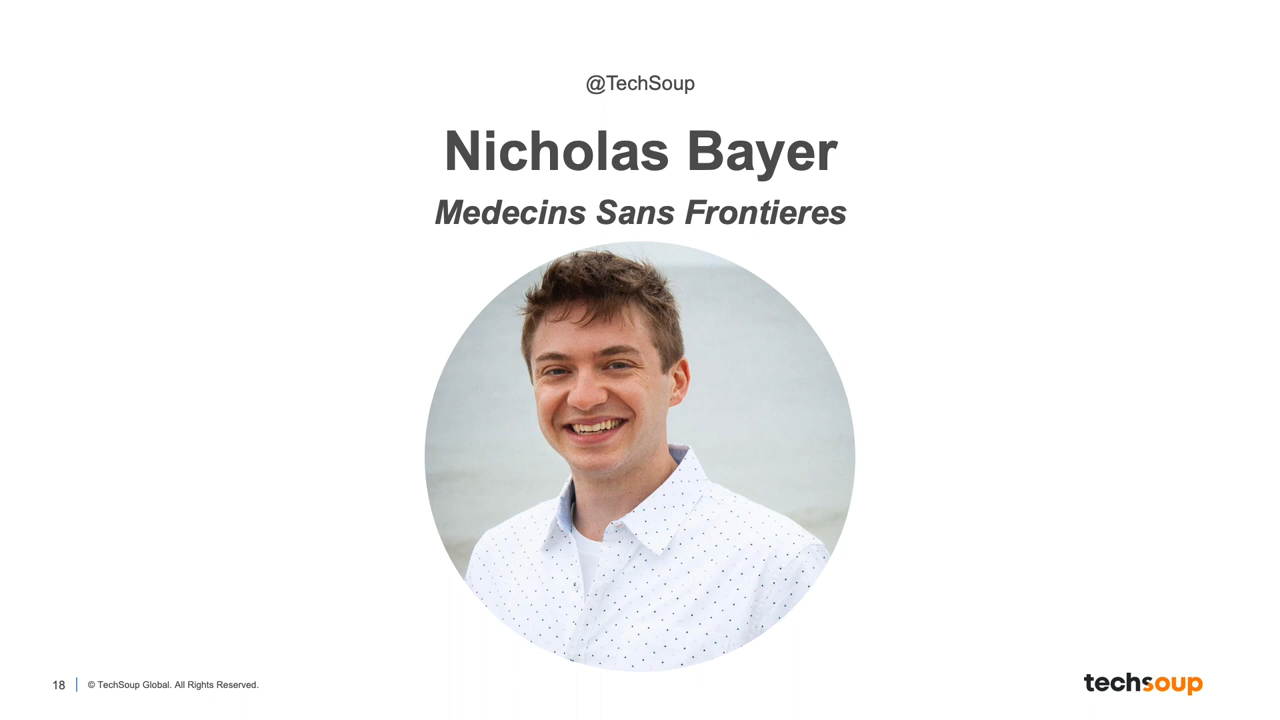 @TechSoup
Nicholas Bayer
Medecins Sans Frontieres
18
© TechSoup Global. All Rights Reserved.
techsoup